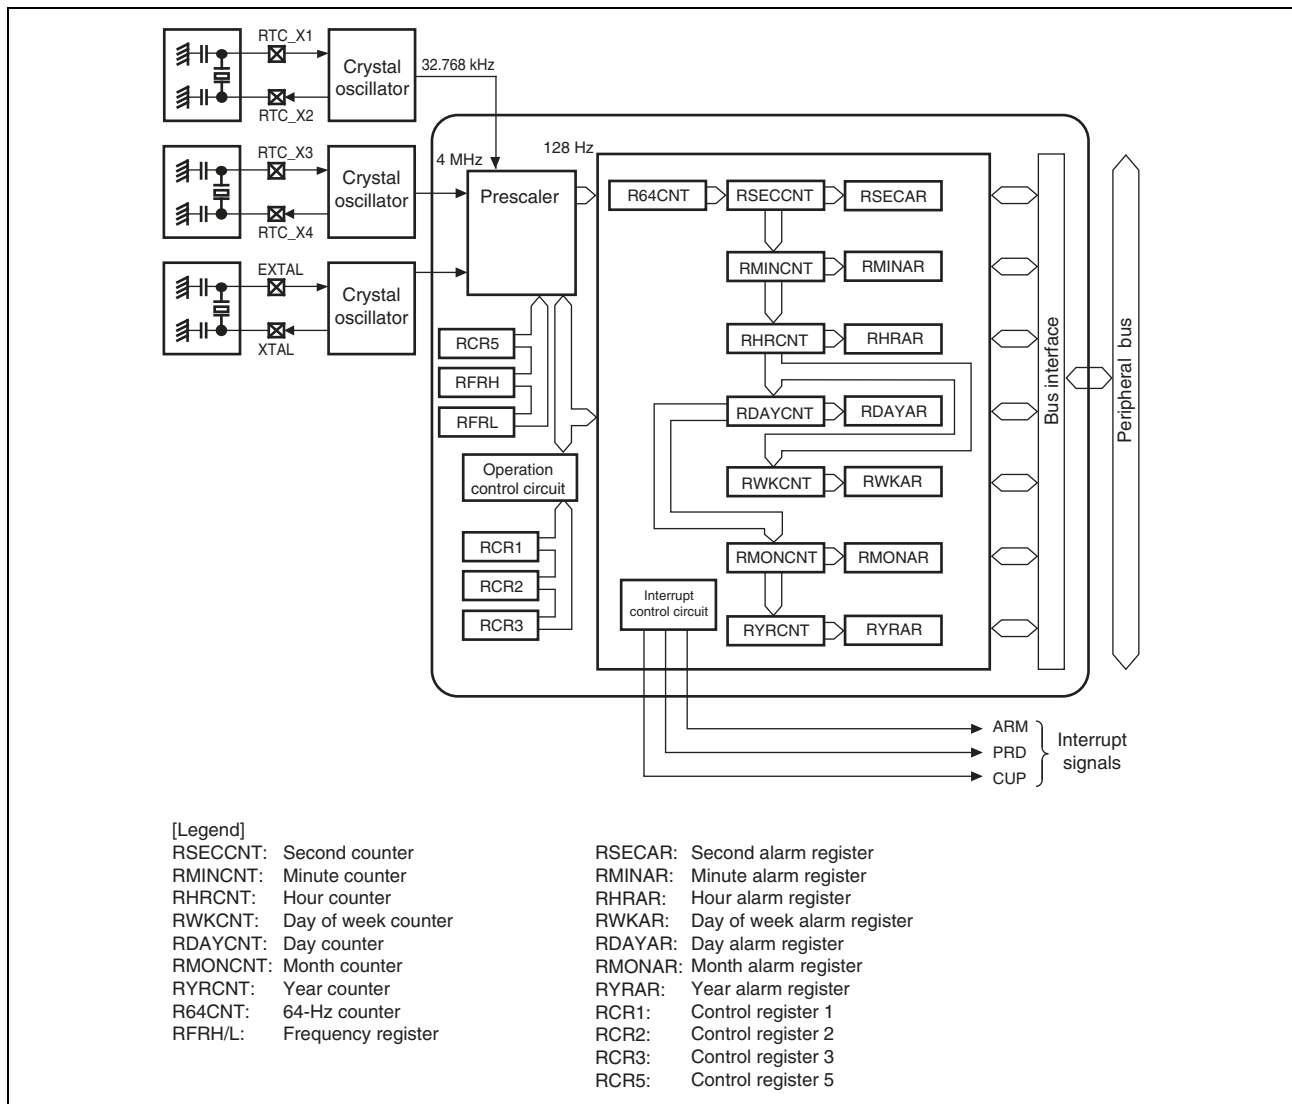 RTC_X1
Crystal
oscillator
32.768 kHz
RTC_X2
RTC_X3
Crystal
oscillator
4 MHz
128 Hz
RTC_X4
EXTAL
Crystal
oscillator
XTAL
Prescaler
R64CNT
RSECCNT
RSECAR
RMINCNT
RMINAR
RHRCNT
RHRAR
RDAYCNT
RDAYAR
RWKCNT
RWKAR
RMONCNT
RMONAR
RYRCNT
RYRAR
RCR5
RFRH
RFRL
Operation
control circuit
RCR1
RCR2
RCR3
Interrupt
control circuit
Bus interface
Peripheral bus
ARM
PRD
CUP
Interrupt
signals
[Legend]
RSECCNT: Second counter
RMINCNT: Minute counter
RHRCNT: Hour counter
RWKCNT: Day of week counter
RDAYCNT: Day counter
RMONCNT: Month counter
RYRCNT: Year counter
R64CNT: 64-Hz counter
RFRH/L: Frequency register
RSECAR: Second alarm register
RMINAR: Minute alarm register
RHRAR: Hour alarm register
RWKAR: Day of week alarm register
RDAYAR: Day alarm register
RMONAR: Month alarm register
RYRAR: Year alarm register
RCR1: Control register 1
RCR2: Control register 2
RCR3: Control register 3
RCR5: Control register 5